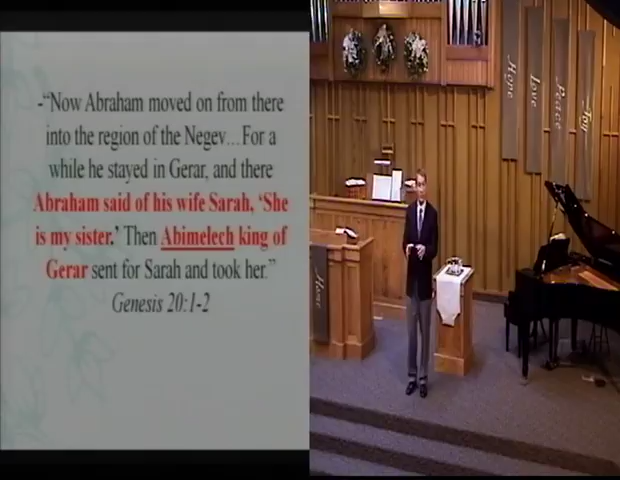 -“Now Abraham moved on from there
into the region of the Negev…For a
while he stayed in Gerar, and there
Abraham said of his wife Sarah, ‘She
is my sister.’ Then Abimelech king of
Gerar sent for Sarah and took her.”
Genesis 20:1-2
Hope
Love
Peace
Joy
Hope